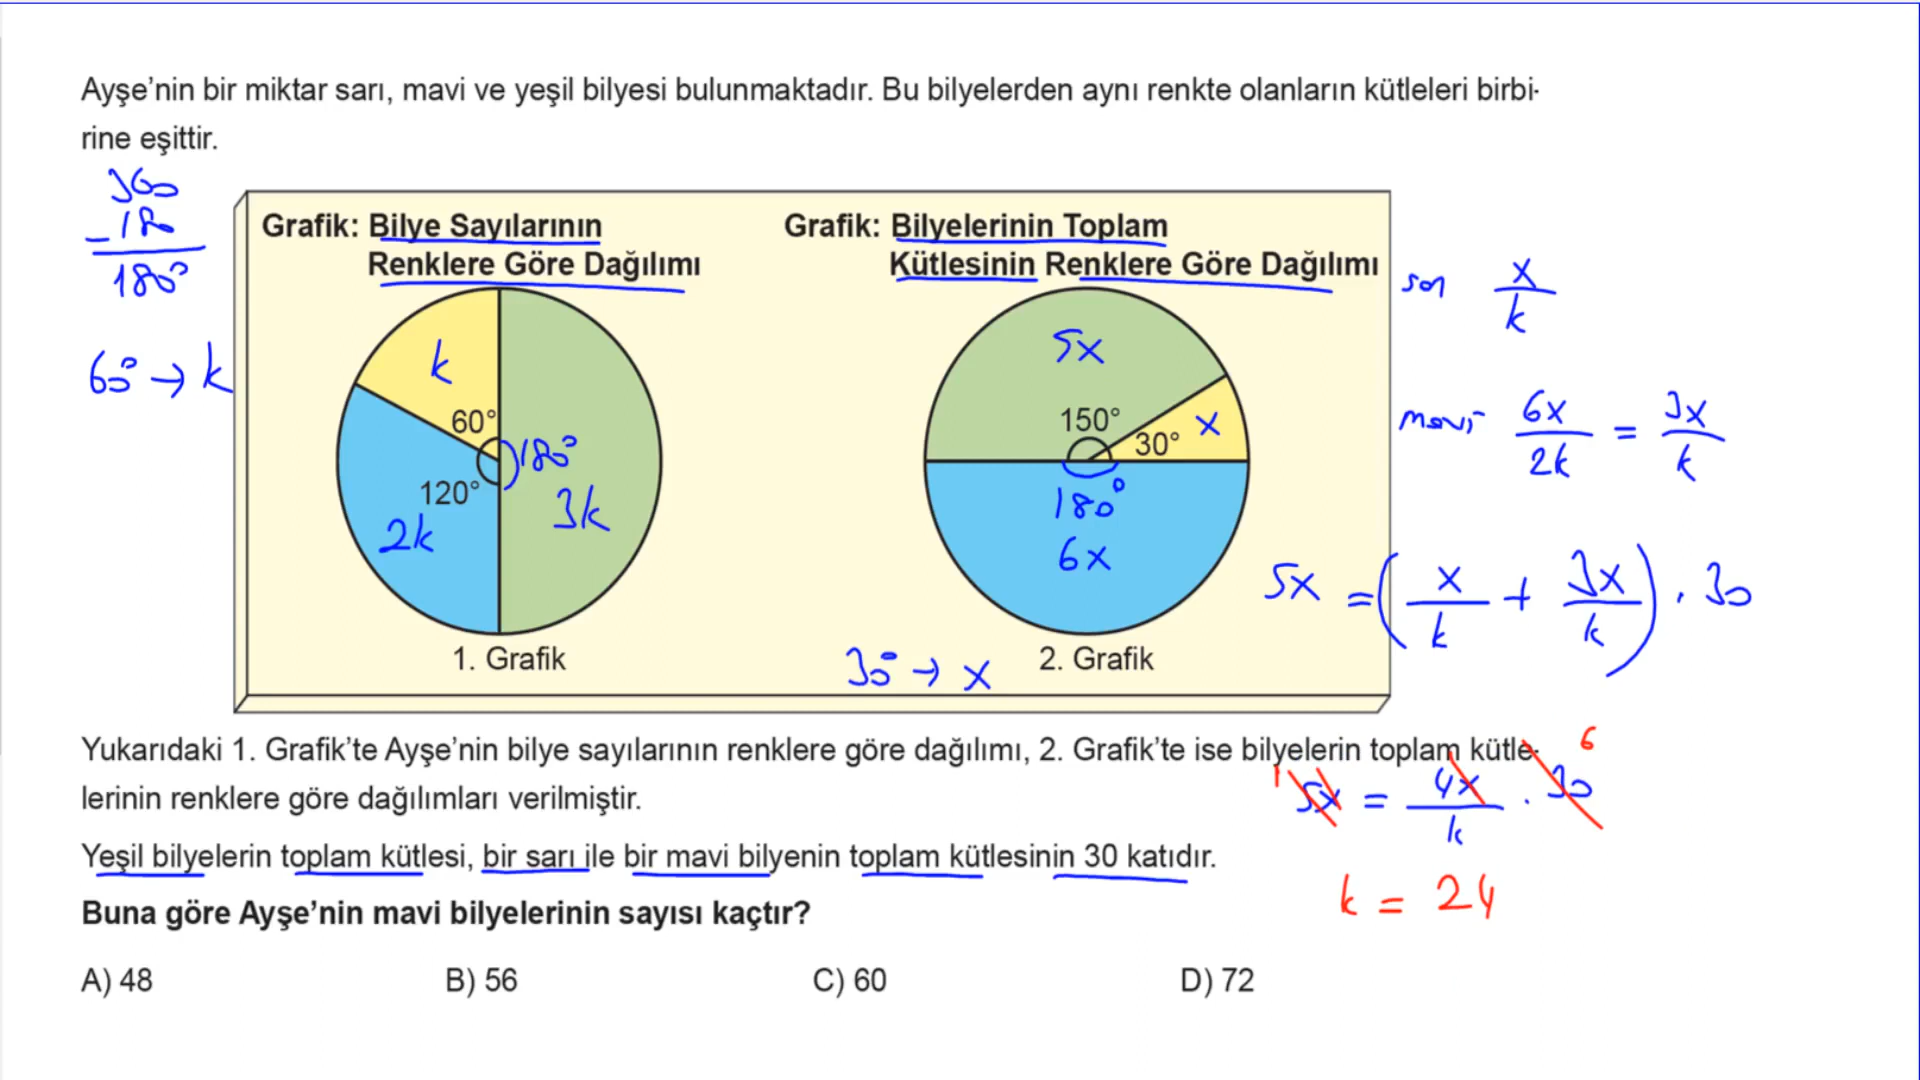 Ayşe'nin bir miktar sarı, mavi ve yeşil bilyesi bulunmaktadır. Bu bilyelerden aynı renkte olanların kütleleri birbi-
rine eşittir.
360
- 180
180°
60° → k
Grafik: Bilye Sayılarının
Renklere Göre Dağılımı
k
60°
180°
120°
2k
3k
1. Grafik
Grafik: Bilyelerinin Toplam
Kütlesinin Renklere Göre Dağılımı
5x
150°
30°
x
180°
6x
30° → x
2. Grafik
sarı x/k
mavi 6x/2k = 3x/k
5x = (x/k + 3x/k) . 30
Yukarıdaki 1. Grafik'te Ayşe'nin bilye sayılarının renklere göre dağılımı, 2. Grafik'te ise bilyelerin toplam kütle-
lerinin renklere göre dağılımları verilmiştir.
1 5x = 4x/k . 30 6
k = 24
Yeşil bilyelerin toplam kütlesi, bir sarı ile bir mavi bilyenin toplam kütlesinin 30 katıdır.
Buna göre Ayşe'nin mavi bilyelerinin sayısı kaçtır?
A) 48 B) 56 C) 60 D) 72